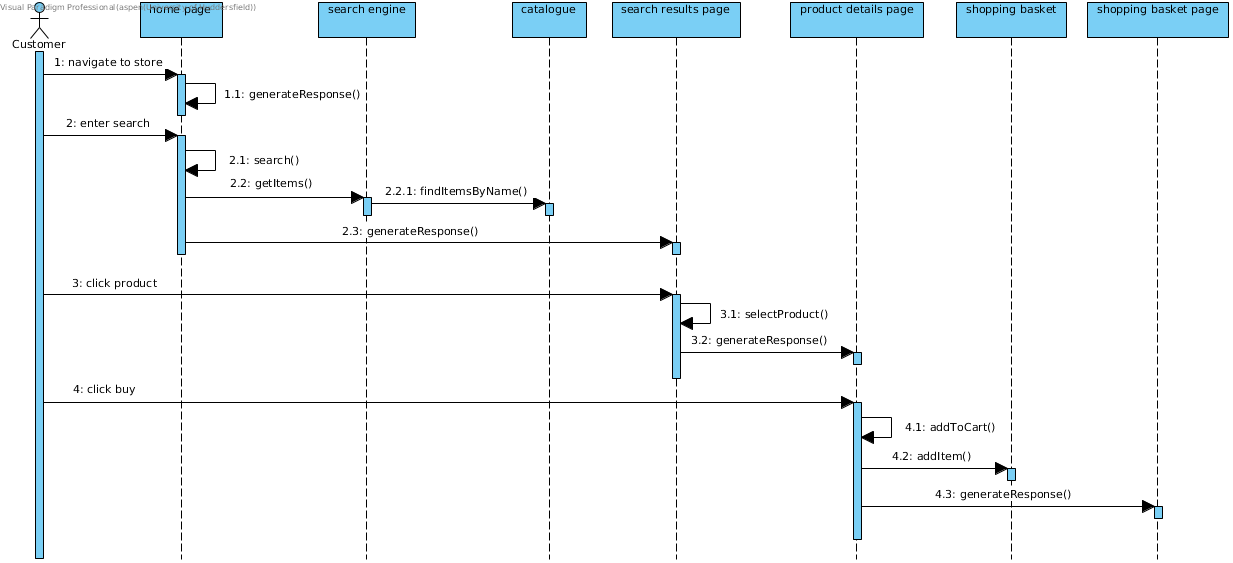 Visual Paradigm Professional(aspen(
ddersfield))
home page
search engine
catalogue
search results page
product details page
shopping basket
shopping basket page
Customer
1: navigate to store
1.1: generateResponse()
2: enter search
2.1: search()
2.2: getItems()
2.2.1: findItemsByName()
2.3: generateResponse()
3: click product
3.1: selectProduct()
3.2: generateResponse()
4: click buy
4.1: addToCart()
4.2: addItem()
4.3: generateResponse()